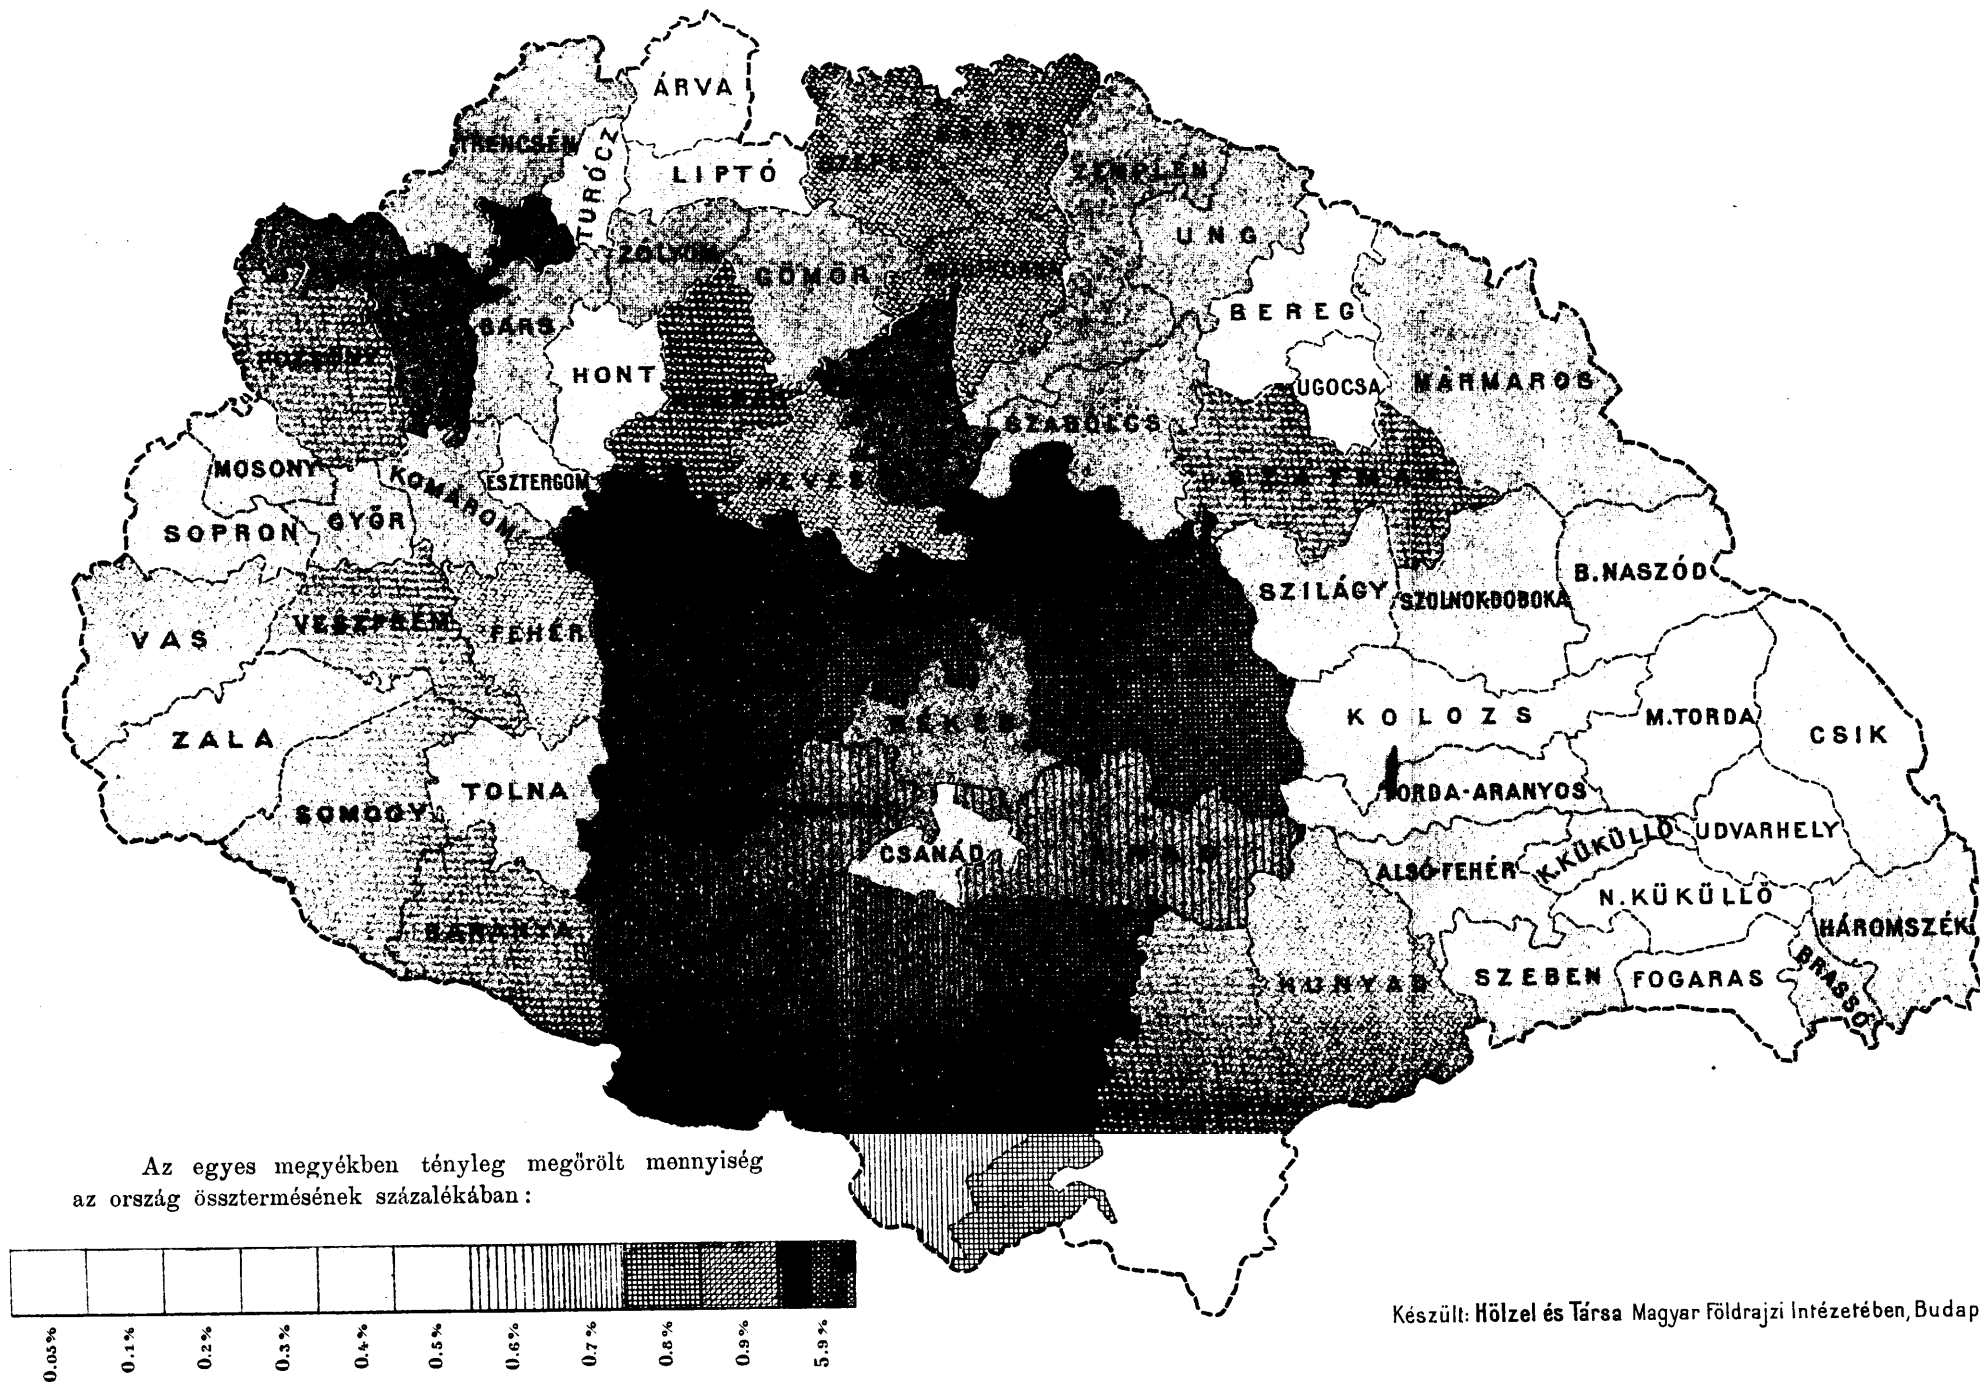 ÁRVA
TRENCSÉN
TURÓCZ
LIPTÓ
SZEPES
ZEMPLÉN
UNG
ZÓLYOM
GÖMÖR
BEREG
BARS
HONT
UGOCSA
MÁRMAROS
POZSONY
SZABOLCS
MOSONY
KOMÁROM
ESZTERGOM
HEVES
SZATMÁR
SOPRON
GYŐR
SZILÁGY
SZOLNOK-DOBOKA
B.NASZÓD
VAS
VESZPRÉM
FEHÉR
ZALA
BÉKÉS
KOLOZS
M.TORDA
CSIK
SOMOGY
TOLNA
TORDA-ARANYOS
CSANÁD
ARAD
ALSÓ-FEHÉR
K.KÜKÜLLŐ
UDVARHELY
N.KÜKÜLLŐ
BARANYA
HÁROMSZÉK
HUNYAD
SZEBEN
FOGARAS
BRASSÓ
Az egyes megyékben tényleg megőrölt mennyiség
az ország össztermésének százalékában:
0.05% 0.1% 0.2% 0.3% 0.4% 0.5% 0.6% 0.7% 0.8% 0.9% 5.9%
Készült: Hölzel és Társa Magyar Földrajzi Intézetében, Budap